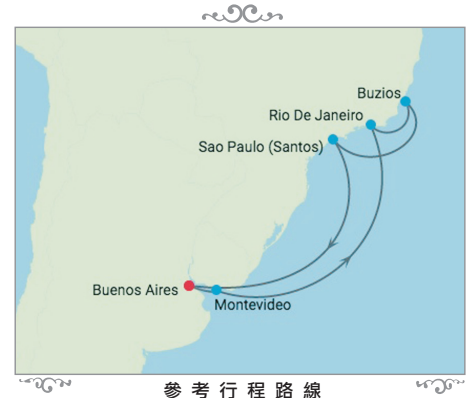 Buzios
Rio De Janeiro
Sao Paulo (Santos)
Buenos Aires
Montevideo
參考行程路線